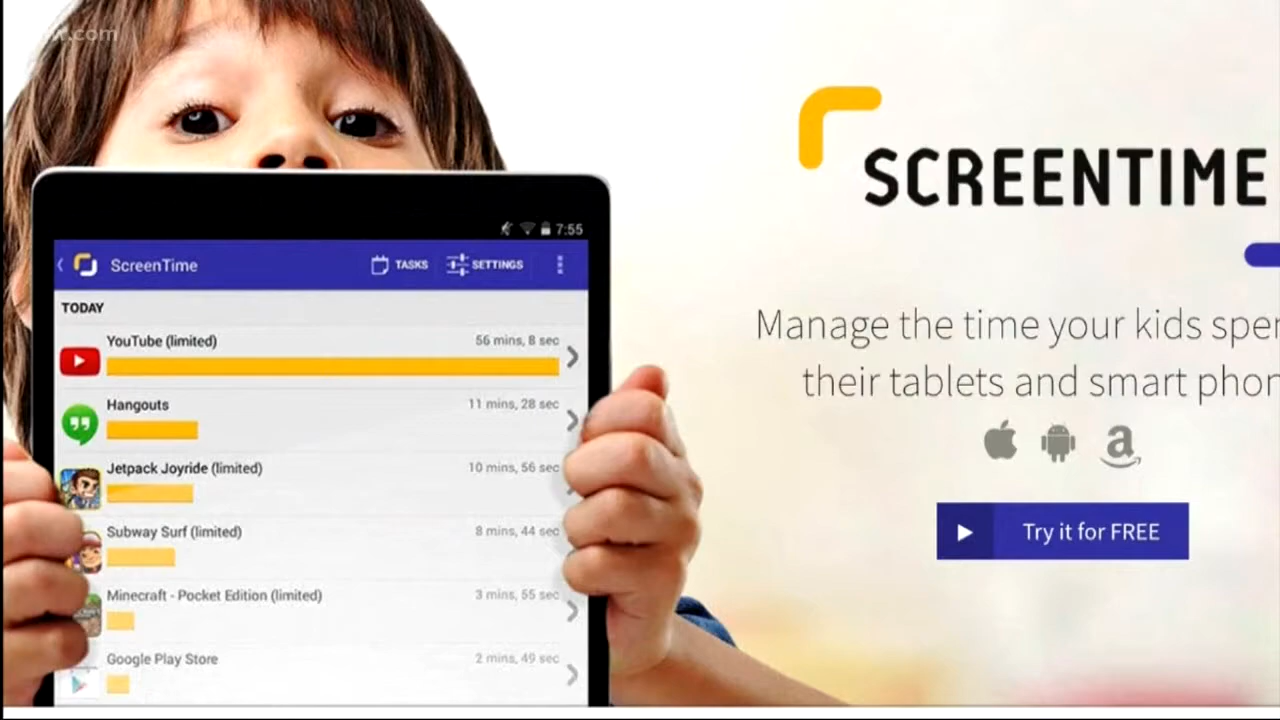 7:55
ScreenTime
TASKS
SETTINGS
TODAY
YouTube (limited)
56 mins, 8 sec
Hangouts
11 mins, 28 sec
Jetpack Joyride (limited)
10 mins, 56 sec
Subway Surf (limited)
8 mins, 44 sec
Minecraft - Pocket Edition (limited)
3 mins, 55 sec
Google Play Store
2 mins, 49 sec
SCREENTIME
Manage the time your kids
their tablets and smart
Try it for FREE